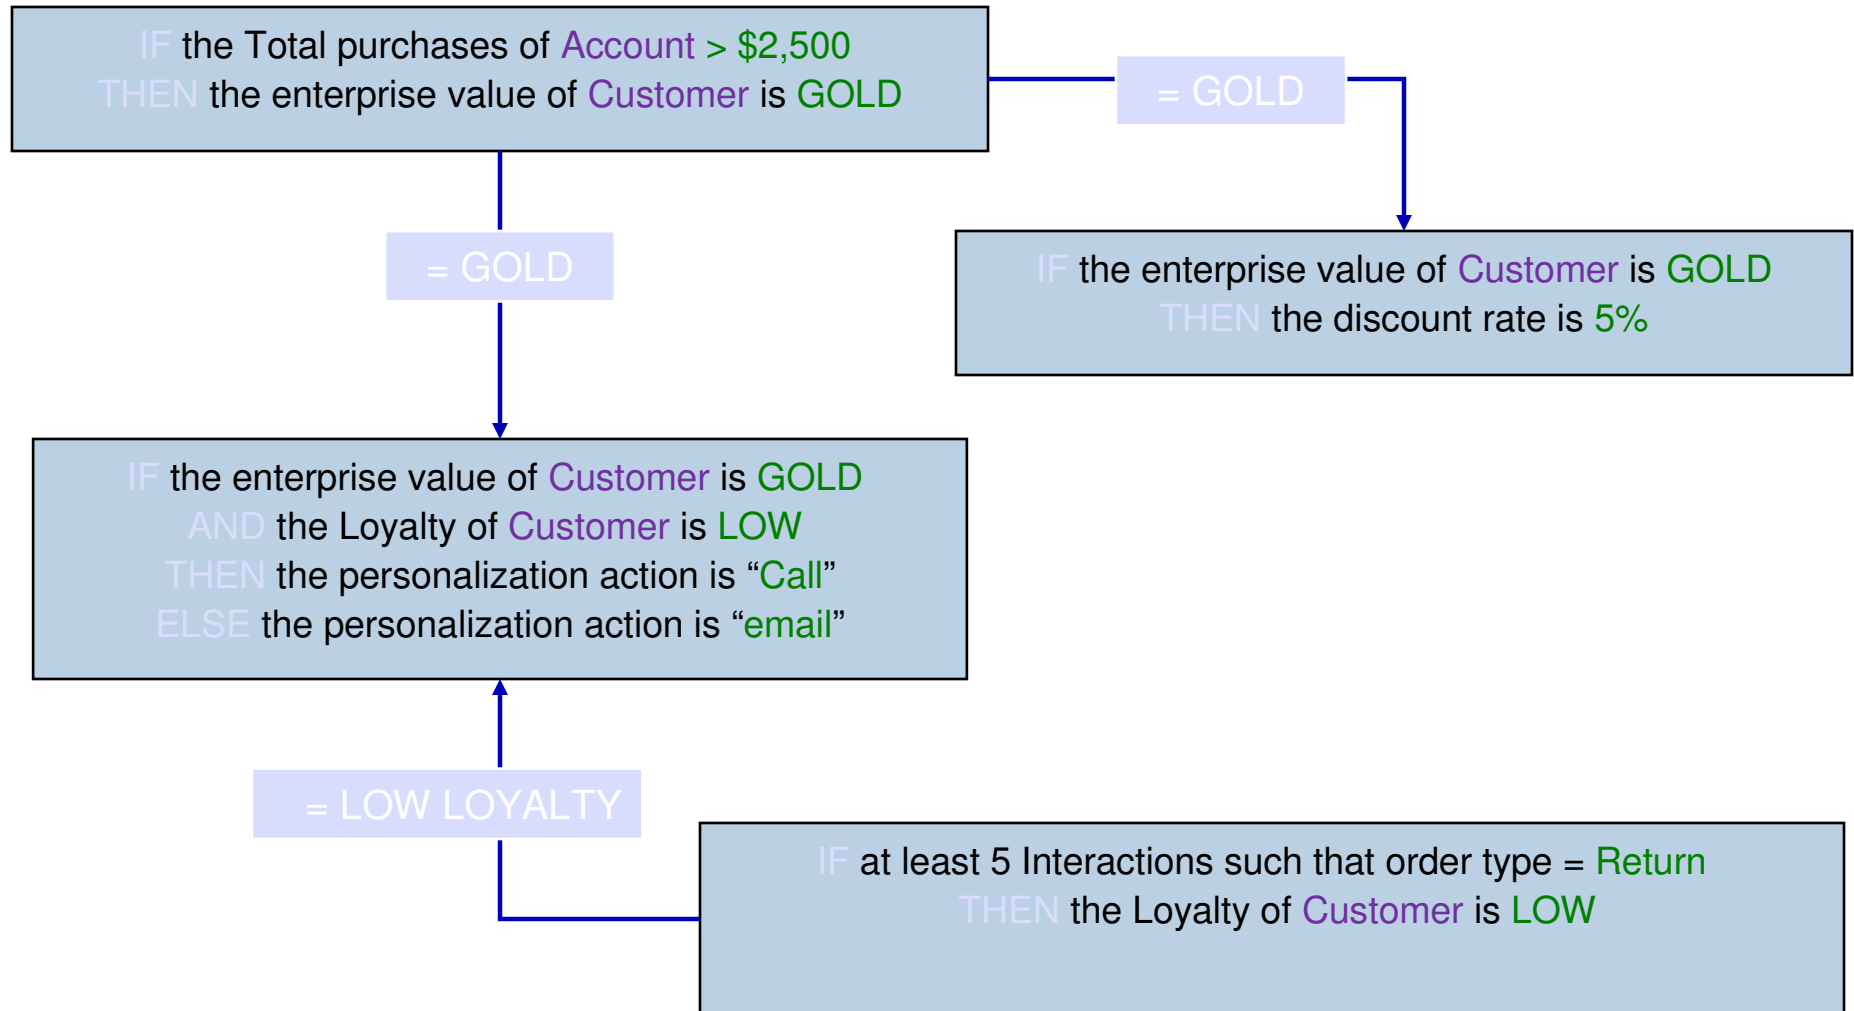 IF the Total purchases of Account > $2,500
THEN the enterprise value of Customer is GOLD
= GOLD
= GOLD
IF the enterprise value of Customer is GOLD
THEN the discount rate is 5%
IF the enterprise value of Customer is GOLD
AND the Loyalty of Customer is LOW
THEN the personalization action is “Call”
ELSE the personalization action is “email”
= LOW LOYALTY
IF at least 5 Interactions such that order type = Return
THEN the Loyalty of Customer is LOW